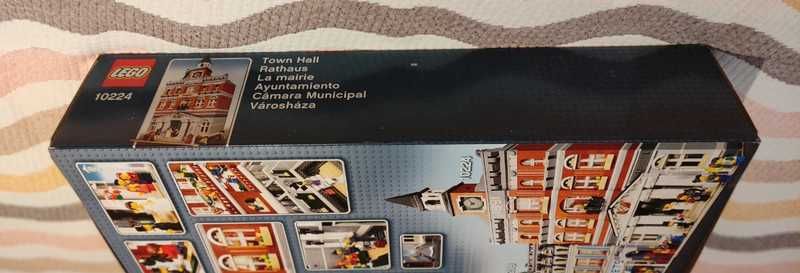 LEGO
10224
Town Hall
Rathaus
La mairie
Ayuntamiento
Câmara Municipal
Városháza
10224